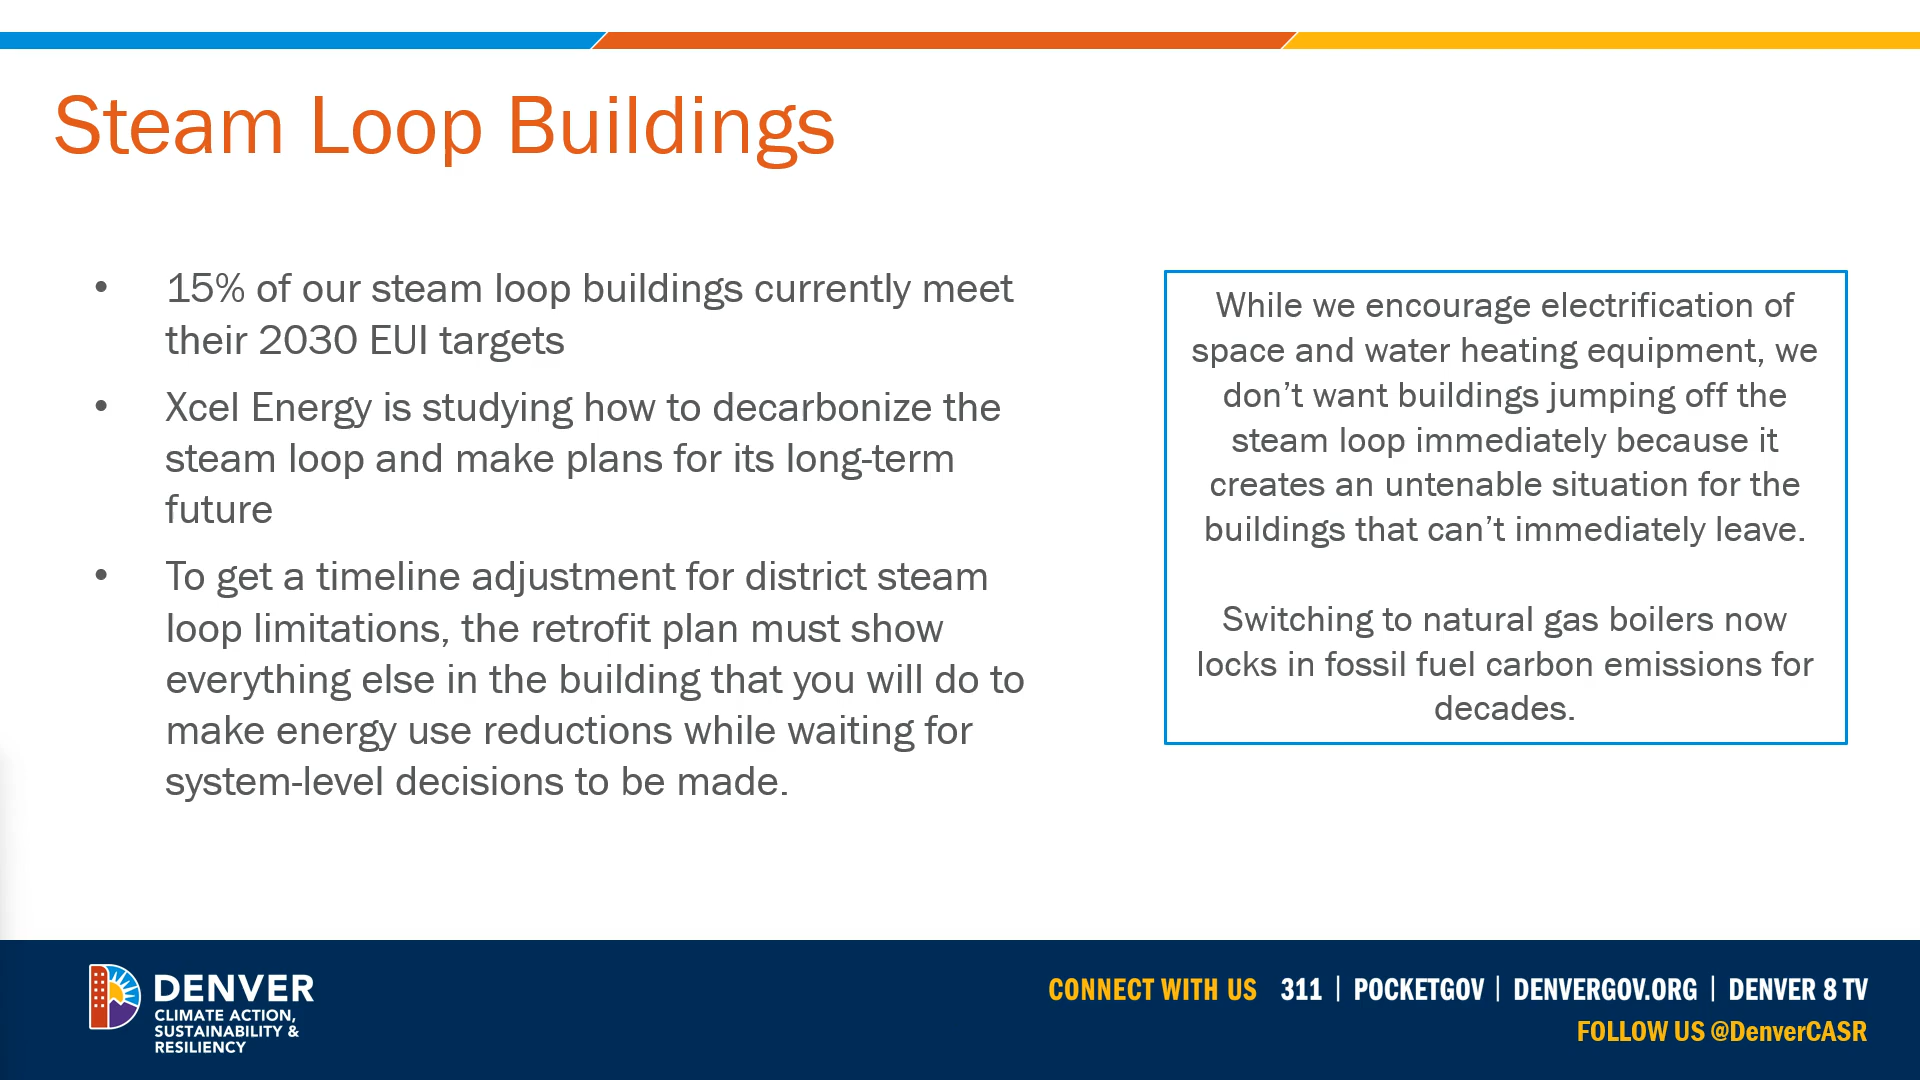 Steam Loop Buildings
• 15% of our steam loop buildings currently meet
their 2030 EUI targets
• Xcel Energy is studying how to decarbonize the
steam loop and make plans for its long-term
future
• To get a timeline adjustment for district steam
loop limitations, the retrofit plan must show
everything else in the building that you will do to
make energy use reductions while waiting for
system-level decisions to be made.
While we encourage electrification of
space and water heating equipment, we
don’t want buildings jumping off the
steam loop immediately because it
creates an untenable situation for the
buildings that can’t immediately leave.
Switching to natural gas boilers now
locks in fossil fuel carbon emissions for
decades.
DENVER
CLIMATE ACTION,
SUSTAINABILITY &
RESILIENCY
CONNECT WITH US 311 | POCKETGOV | DENVERGOV.ORG | DENVER 8 TV
FOLLOW US @DenverCASR